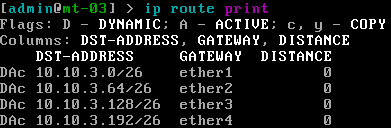 [admin@mt-03] > ip route print
Flags: D - DYNAMIC; A - ACTIVE; c, y - COPY
Columns: DST-ADDRESS, GATEWAY, DISTANCE
DST-ADDRESS GATEWAY DISTANCE
DAc 10.10.3.0/26 ether1 0
DAc 10.10.3.64/26 ether2 0
DAc 10.10.3.128/26 ether3 0
DAc 10.10.3.192/26 ether4 0